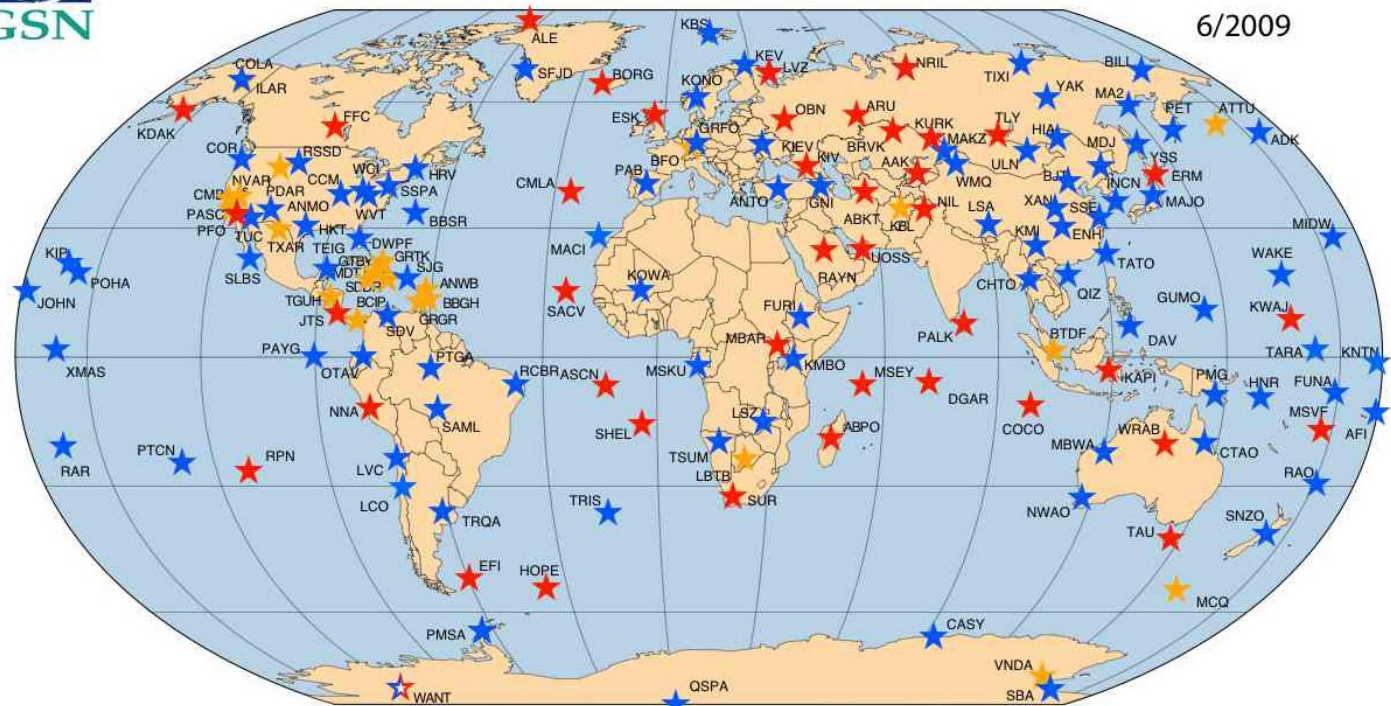 GSN
6/2009
KBS
ALE
COLA
ILAR
SFJD
BORG
KONO
KEV
LVZ
NRIL
TIXI
BILL
YAK
MA2
PET
ATTU
ADK
KDAK
FFC
ESK
OBN
ARU
KURK
TLY
HIA
COR
RSSD
NVAR
PDAR
CCM
WCI
HRV
SSPA
GRFO
BFO
KIEV
KIV
BRVK
MAKZ
AAK
ULN
MDJ
YSS
ERM
WMQ
BJT
INCN
MAJO
PASC
PFO
TUC
ANMO
WVT
BBSR
CMLA
PAB
ANTO
GNI
ABKT
KBL
NIL
LSA
XAN
SSE
ENH
KMI
TATO
MIDW
HKT
TXAR
TEIG
DWPF
GTBY
GRTK
MACI
RAYN
UOSS
KIP
POHA
JOHN
SLBS
MDT
SJG
ANWB
BBGH
TGUH
BCIP
GRGR
JTS
SDV
SACV
KOWA
FURI
CHTO
QIZ
GUMO
WAKE
KWAJ
PALK
BTDF
DAV
TARA
KNTN
XMAS
PAYG
OTAV
PTGA
RCBR
ASCN
MSKU
MBAR
KMBO
MSEY
DGAR
KAPI
PMG
HNR
FUNA
MSVF
AFI
NNA
SAML
SHEL
LSZ
ABPO
COCO
MBWA
WRAB
CTAO
RAR
PTCN
RPN
LVC
TSUM
LBTB
RAO
LCO
TRQA
TRIS
SUR
NWAO
SNZO
TAU
EFI
HOPE
MCQ
PMSA
CASY
VNDA
SBA
WANT
QSPA